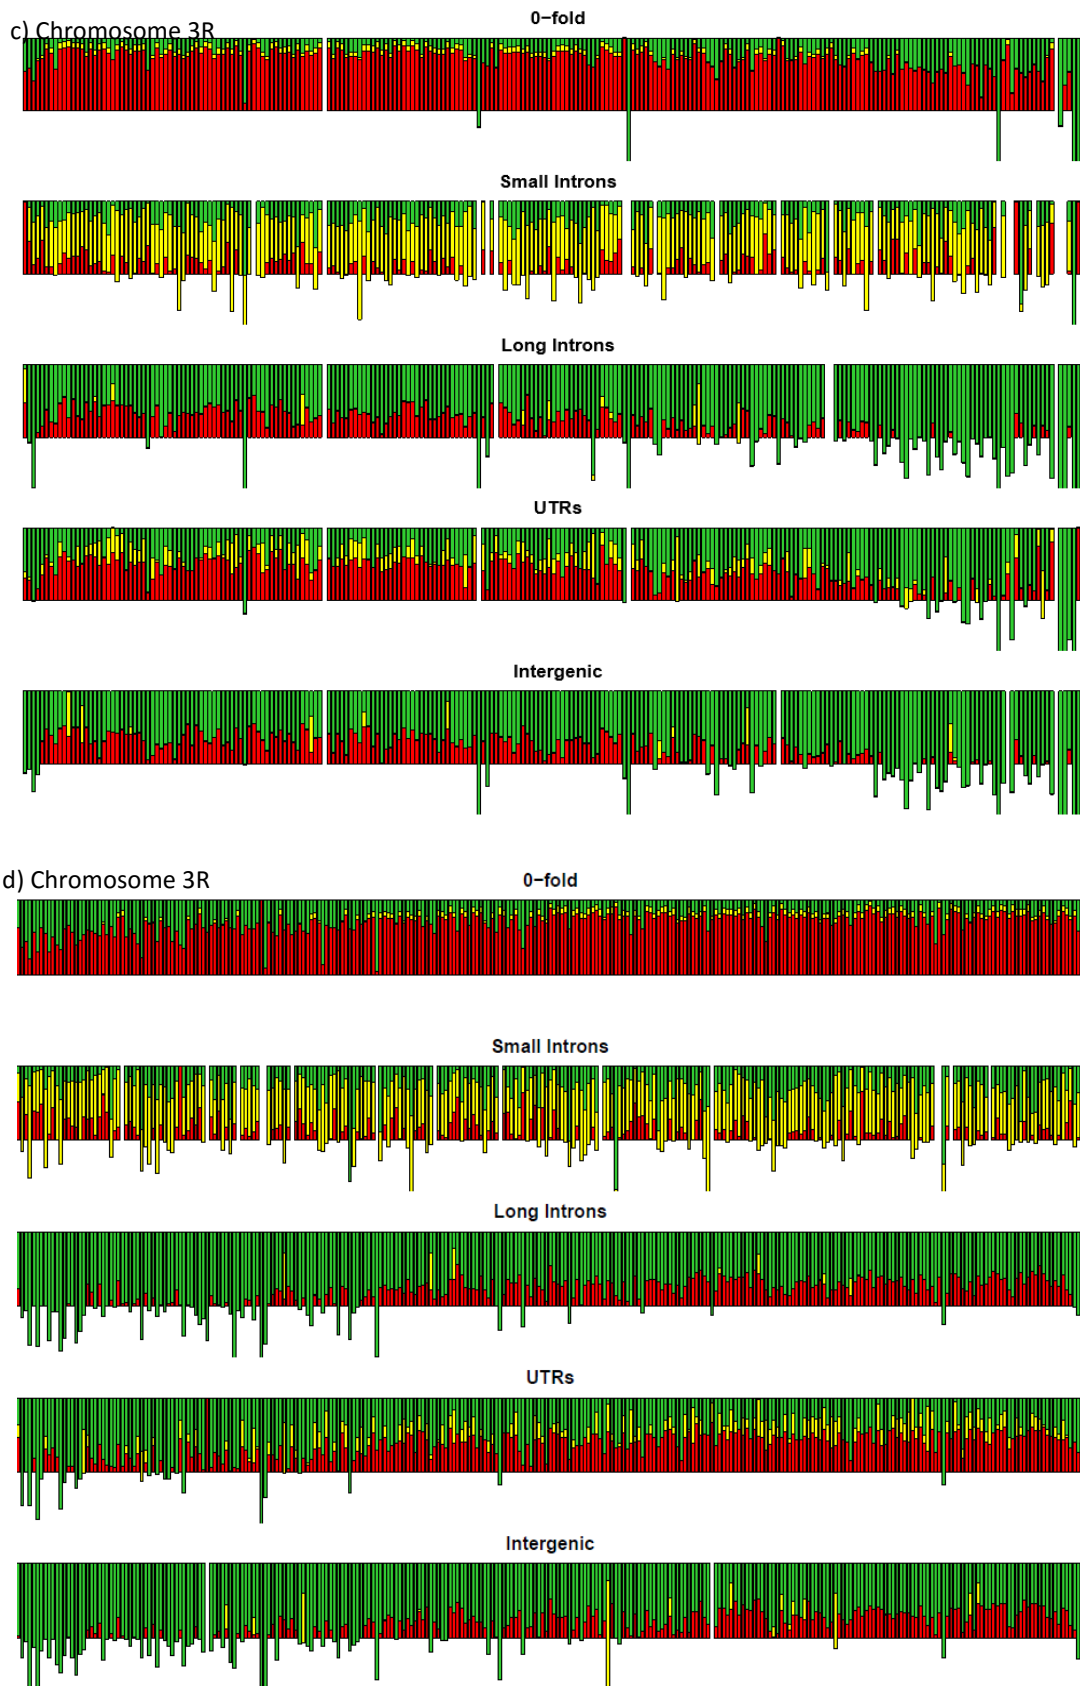 c) Chromosome 3R
0−fold
Small Introns
Long Introns
UTRs
Intergenic
d) Chromosome 3R
0−fold
Small Introns
Long Introns
UTRs
Intergenic